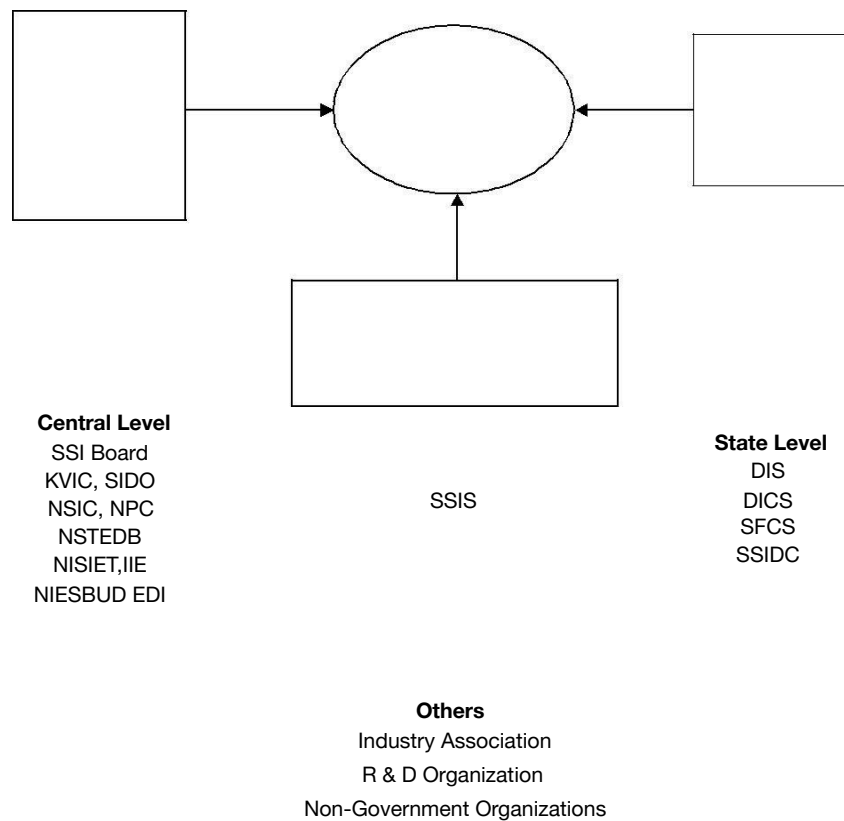 Central Level
SSI Board
KVIC, SIDO
NSIC, NPC
NSTEDB
NISIET,IIE
NIESBUD EDI
SSIS
State Level
DIS
DICS
SFCS
SSIDC
Others
Industry Association
R & D Organization
Non-Government Organizations